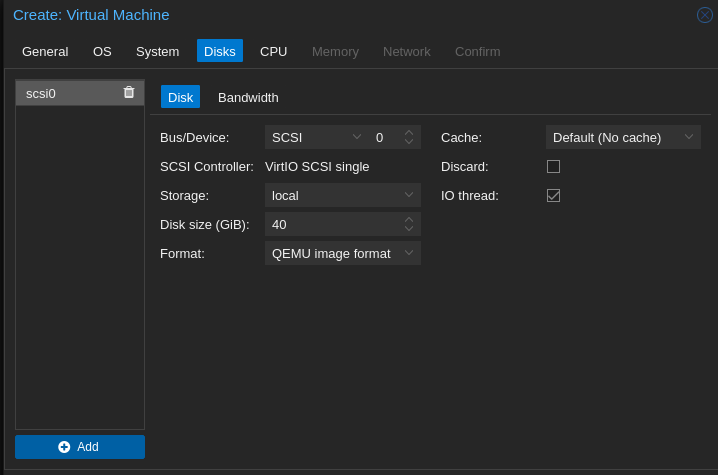 Create: Virtual Machine
General OS System Disks CPU Memory Network Confirm
scsi0
Disk Bandwidth
Bus/Device: SCSI 0 Cache: Default (No cache)
SCSI Controller: VirtIO SCSI single Discard:
Storage: local IO thread:
Disk size (GiB): 40
Format: QEMU image format
Add